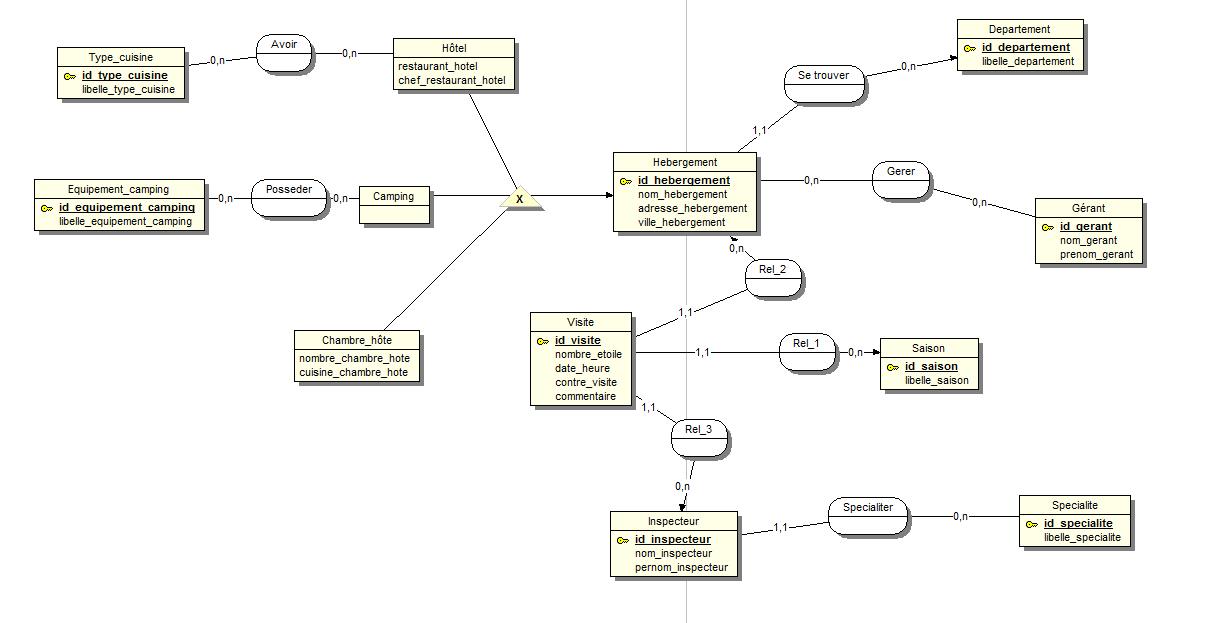 Type_cuisine
id_type_cuisine
libelle_type_cuisine
0,n
Avoir
0,n
Hôtel
restaurant_hotel
chef_restaurant_hotel
Departement
id_departement
libelle_departement
0,n
Se trouver
1,1
Equipement_camping
id_equipement_camping
libelle_equipement_camping
0,n
Posseder
0,n
Camping
X
Hebergement
id_hebergement
nom_hebergement
adresse_hebergement
ville_hebergement
0,n
Gerer
0,n
Gérant
id_gerant
nom_gerant
prenom_gerant
0,n
Rel_2
1,1
Chambre_hôte
nombre_chambre_hote
cuisine_chambre_hote
Visite
id_visite
nombre_etoile
date_heure
contre_visite
commentaire
1,1
Rel_1
0,n
Saison
id_saison
libelle_saison
1,1
Rel_3
0,n
Inspecteur
id_inspecteur
nom_inspecteur
pernom_inspecteur
1,1
Specialiter
0,n
Specialite
id_specialite
libelle_specialite